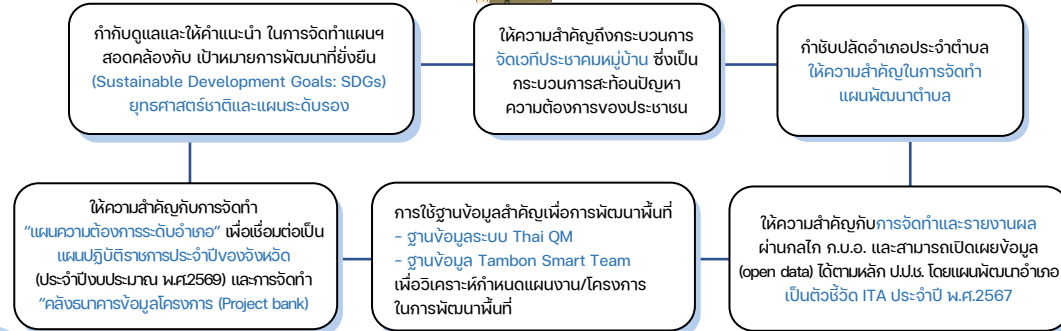 กำกับดูแลและให้คำแนะนำ ในการจัดทำแผนฯ
สอดคล้องกับ เป้าหมายการพัฒนาที่ยั่งยืน
(Sustainable Development Goals: SDGs)
ยุทธศาสตร์ชาติและแผนระดับรอง
ให้ความสำคัญถึงกระบวนการ
จัดเวทีประชาคมหมู่บ้าน ซึ่งเป็น
กระบวนการสะท้อนปัญหา
ความต้องการของประชาชน
กำชับปลัดอำเภอประจำตำบล
ให้ความสำคัญในการจัดทำ
แผนพัฒนาตำบล
ให้ความสำคัญกับการจัดทำ
“แผนความต้องการระดับอำเภอ” เพื่อเชื่อมต่อเป็น
แผนปฏิบัติราชการประจำปีของจังหวัด
(ประจำปีงบประมาณ พ.ศ.2569) และการจัดทำ
“คลังธนาคารข้อมูลโครงการ (Project bank)
การใช้ฐานข้อมูลสำคัญเพื่อการพัฒนาพื้นที่
- ฐานข้อมูลระบบ Thai QM
- ฐานข้อมูล Tambon Smart Team
เพื่อวิเคราะห์กำหนดแผนงาน/โครงการ
ในการพัฒนาพื้นที่
ให้ความสำคัญกับการจัดทำและรายงานผล
ผ่านกลไก ก.บ.อ. และสามารถเปิดเผยข้อมูล
(open data) ได้ตามหลัก ป.ป.ช. โดยแผนพัฒนาอำเภอ
เป็นตัวชี้วัด ITA ประจำปี พ.ศ.2567